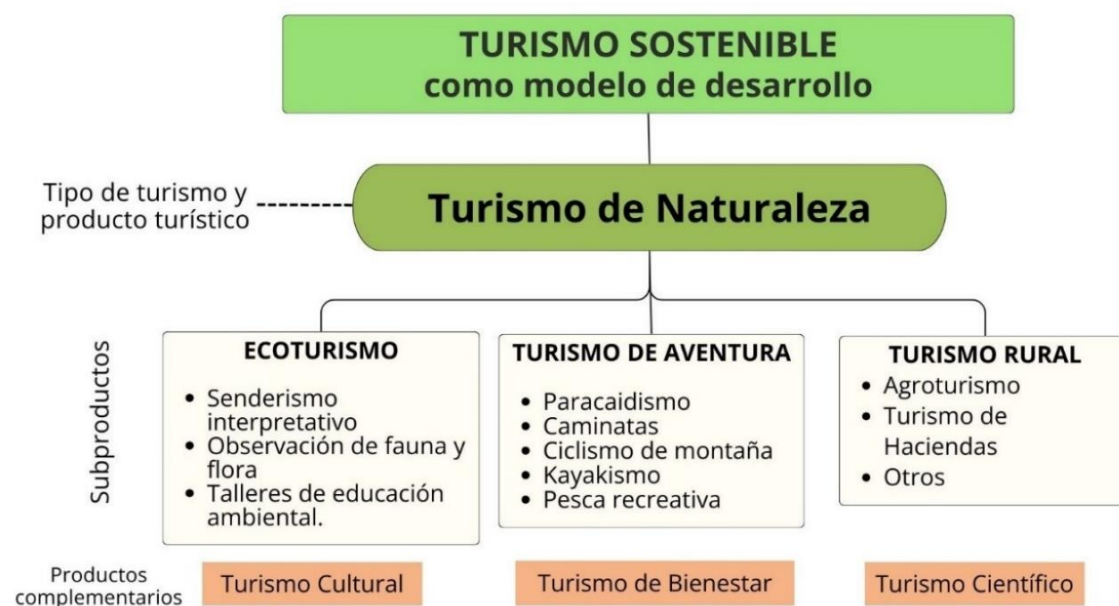 TURISMO SOSTENIBLE
como modelo de desarrollo
Tipo de turismo y
producto turístico
Turismo de Naturaleza
Subproductos
ECOTURISMO
• Senderismo
interpretativo
• Observación de fauna y
flora
• Talleres de educación
ambiental.
TURISMO DE AVENTURA
• Paracaidismo
• Caminatas
• Ciclismo de montaña
• Kayakismo
• Pesca recreativa
TURISMO RURAL
• Agroturismo
• Turismo de
Haciendas
• Otros
Productos
complementarios
Turismo Cultural
Turismo de Bienestar
Turismo Científico